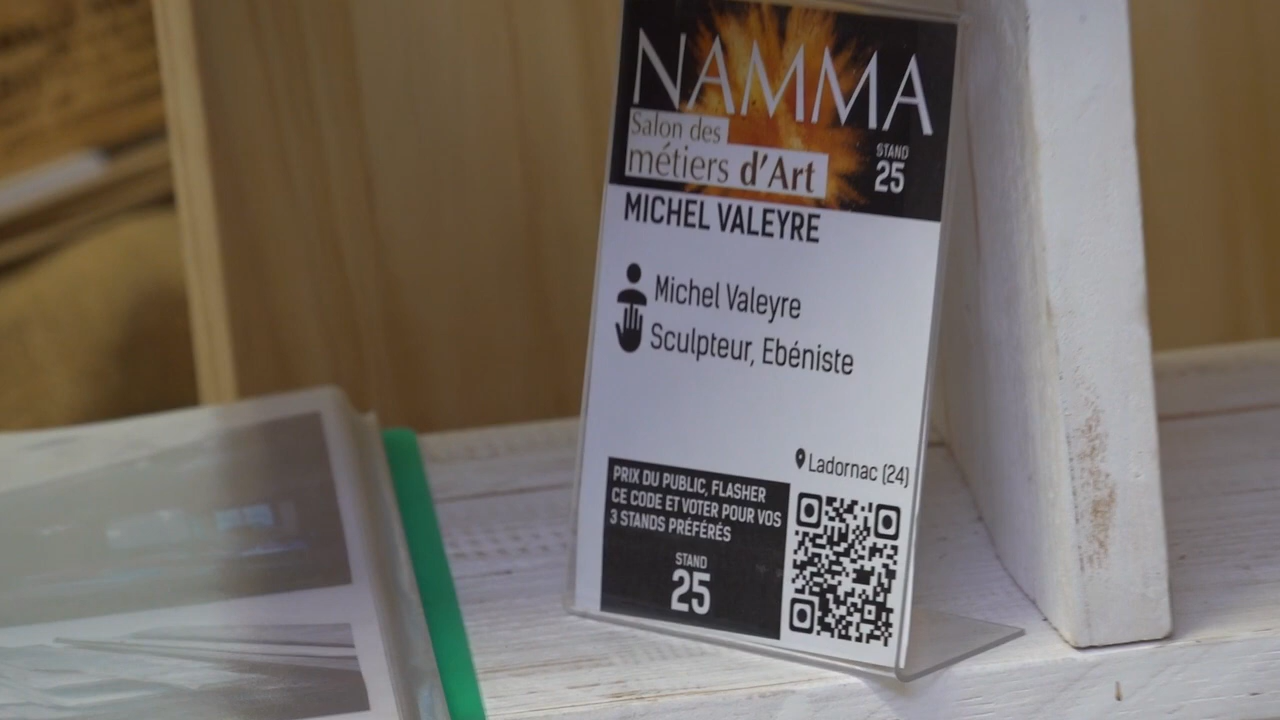 NAMMA
Salon des
métiers d'Art
STAND
25
MICHEL VALEYRE
Michel Valeyre
Sculpteur, Ebéniste
Ladornac (24)
PRIX DU PUBLIC, FLASHER
CE CODE ET VOTER POUR VOS
3 STANDS PRÉFÉRÉS
STAND
25